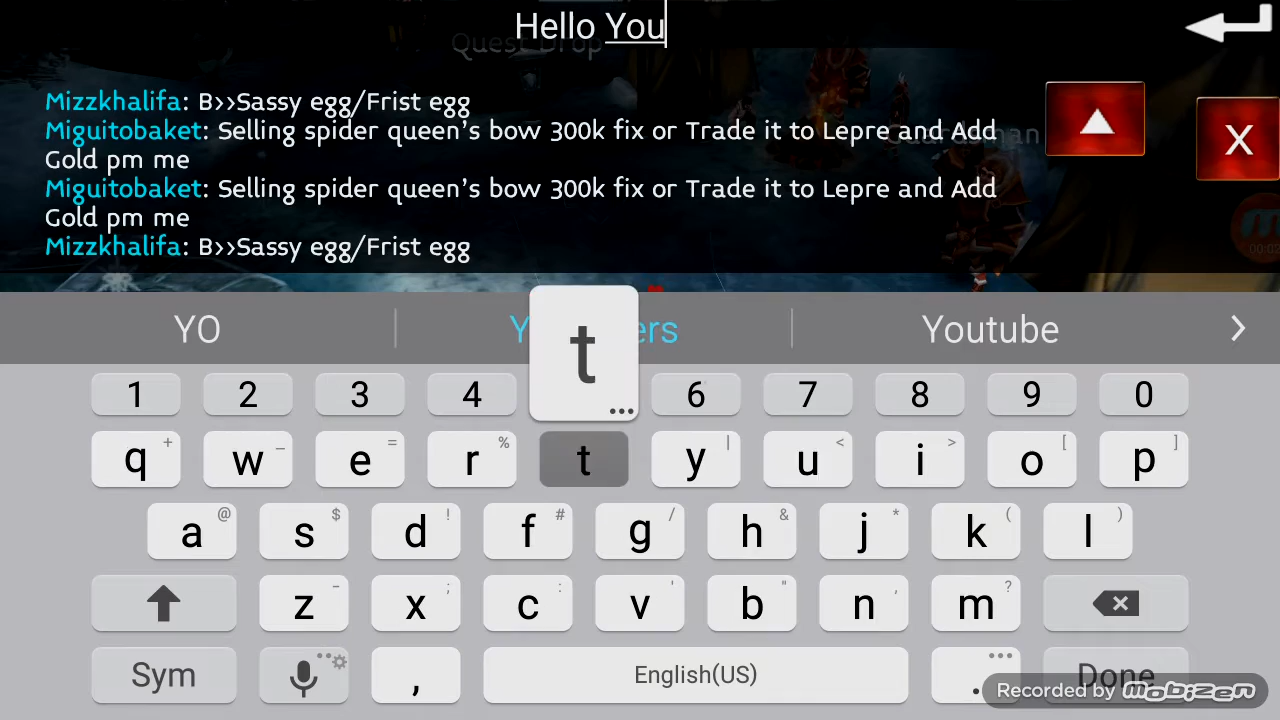 Hello You
Quest Drop
Mizzkhalifa: B>>Sassy egg/Frist egg
Miguitobaket: Selling spider queen's bow 300k fix or Trade it to Lepre and Add
Guardsman
Gold pm me
Miguitobaket: Selling spider queen's bow 300k fix or Trade it to Lepre and Add
Gold pm me
Mizzkhalifa: B>>Sassy egg/Frist egg
X
YO Youtube
t
1 2 3 4 6 7 8 9 0
q + w _ e = r % t y | u < i > o [ p ]
a @ s $ d ! f # g / h & j * k ( l )
z - x ; c : v ' b " n , m ?
Sym , English(US) . Done
Recorded by mobizen